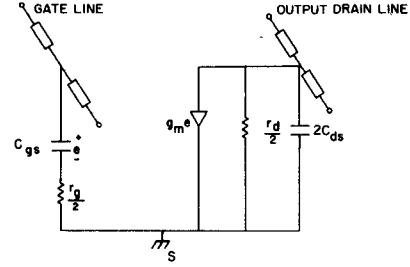 GATE LINE
OUTPUT DRAIN LINE
Cgs
+
e
-
gme
rd/2
2Cds
rg/2
S